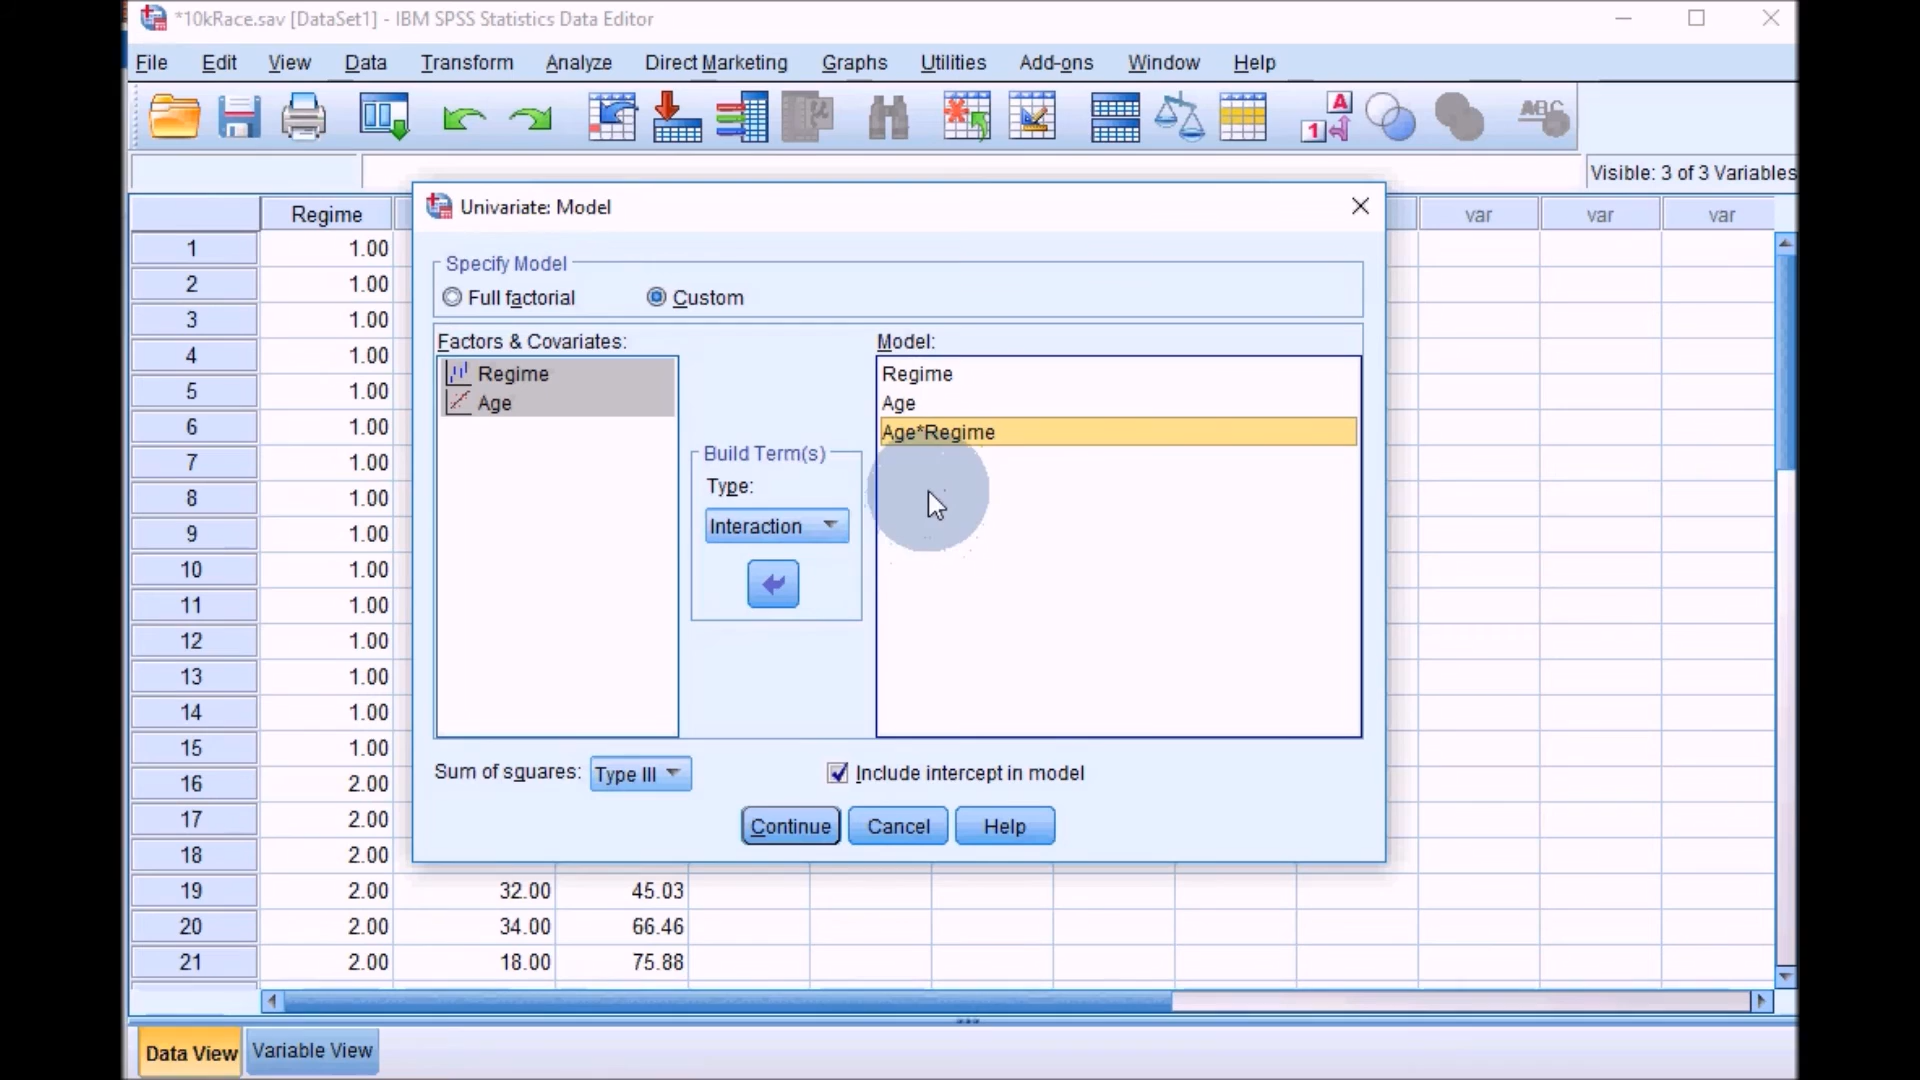 *10kRace.sav [DataSet1] - IBM SPSS Statistics Data Editor
File Edit View Data Transform Analyze Direct Marketing Graphs Utilities Add-ons Window Help
A
1
ABC
Visible: 3 of 3 Variables
Regime var var var
Univariate: Model
Specify Model
Full factorial Custom
Factors & Covariates:
Regime
Age
Build Term(s)
Type:
Interaction
Model:
Regime
Age
Age*Regime
Sum of squares: Type III
Include intercept in model
Continue Cancel Help
1 1.00
2 1.00
3 1.00
4 1.00
5 1.00
6 1.00
7 1.00
8 1.00
9 1.00
10 1.00
11 1.00
12 1.00
13 1.00
14 1.00
15 1.00
16 2.00
17 2.00
18 2.00
19 2.00 32.00 45.03
20 2.00 34.00 66.46
21 2.00 18.00 75.88
Data View Variable View